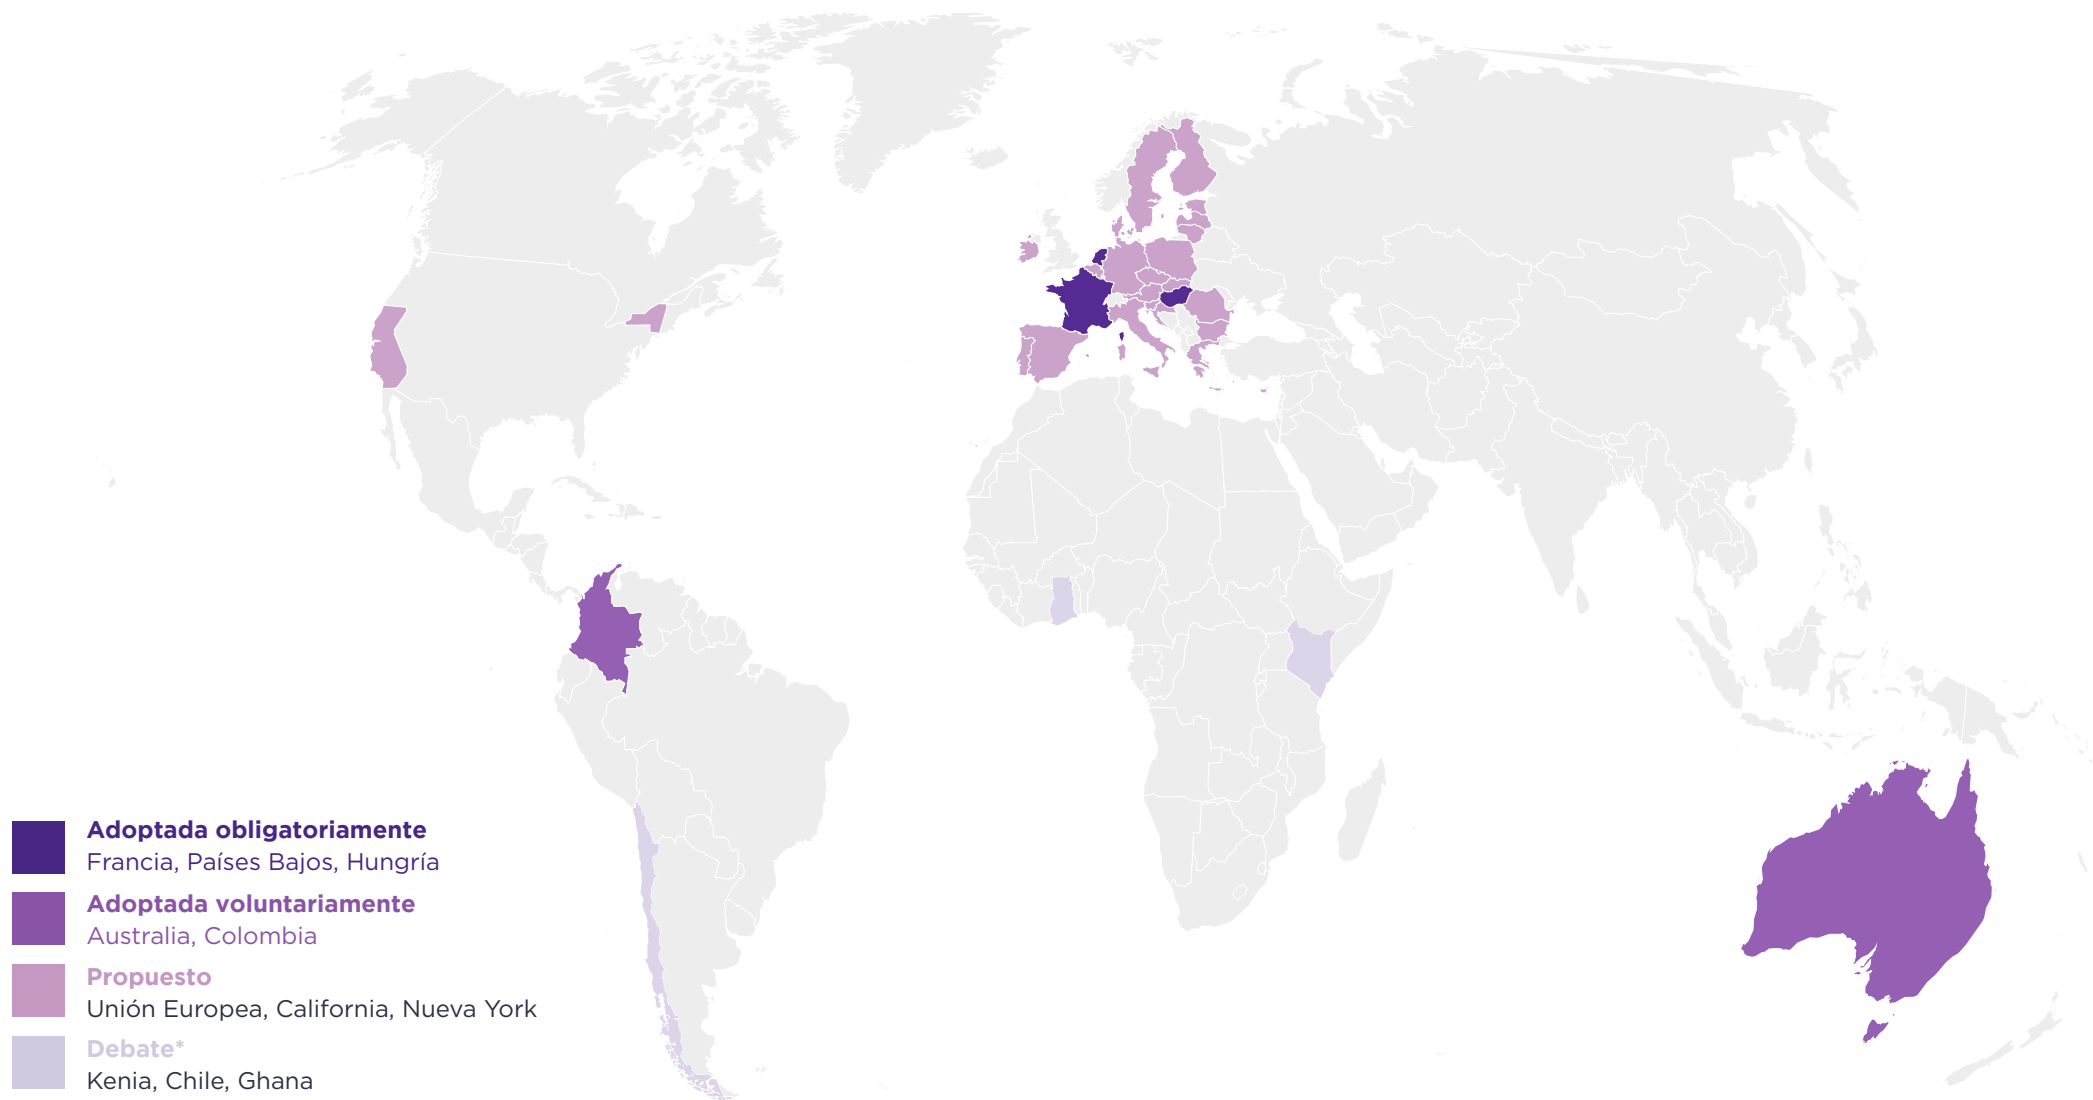 Adoptada obligatoriamente
Francia, Países Bajos, Hungría
Adoptada voluntariamente
Australia, Colombia
Propuesto
Unión Europea, California, Nueva York
Debate*
Kenia, Chile, Ghana